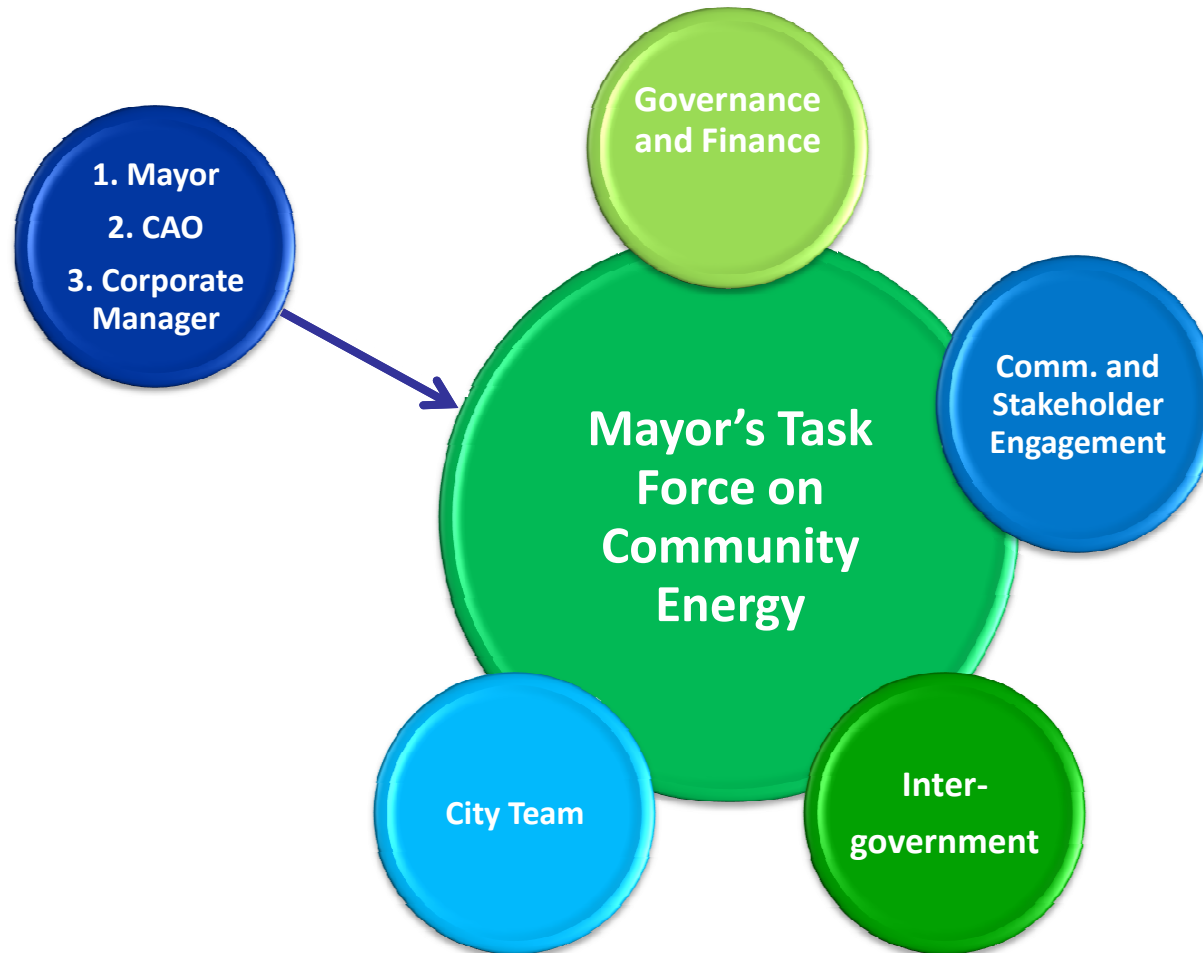 Governance
and Finance
1. Mayor
2. CAO
3. Corporate
Manager
Comm. and
Stakeholder
Engagement
Mayor’s Task
Force on
Community
Energy
City Team
Inter-
government